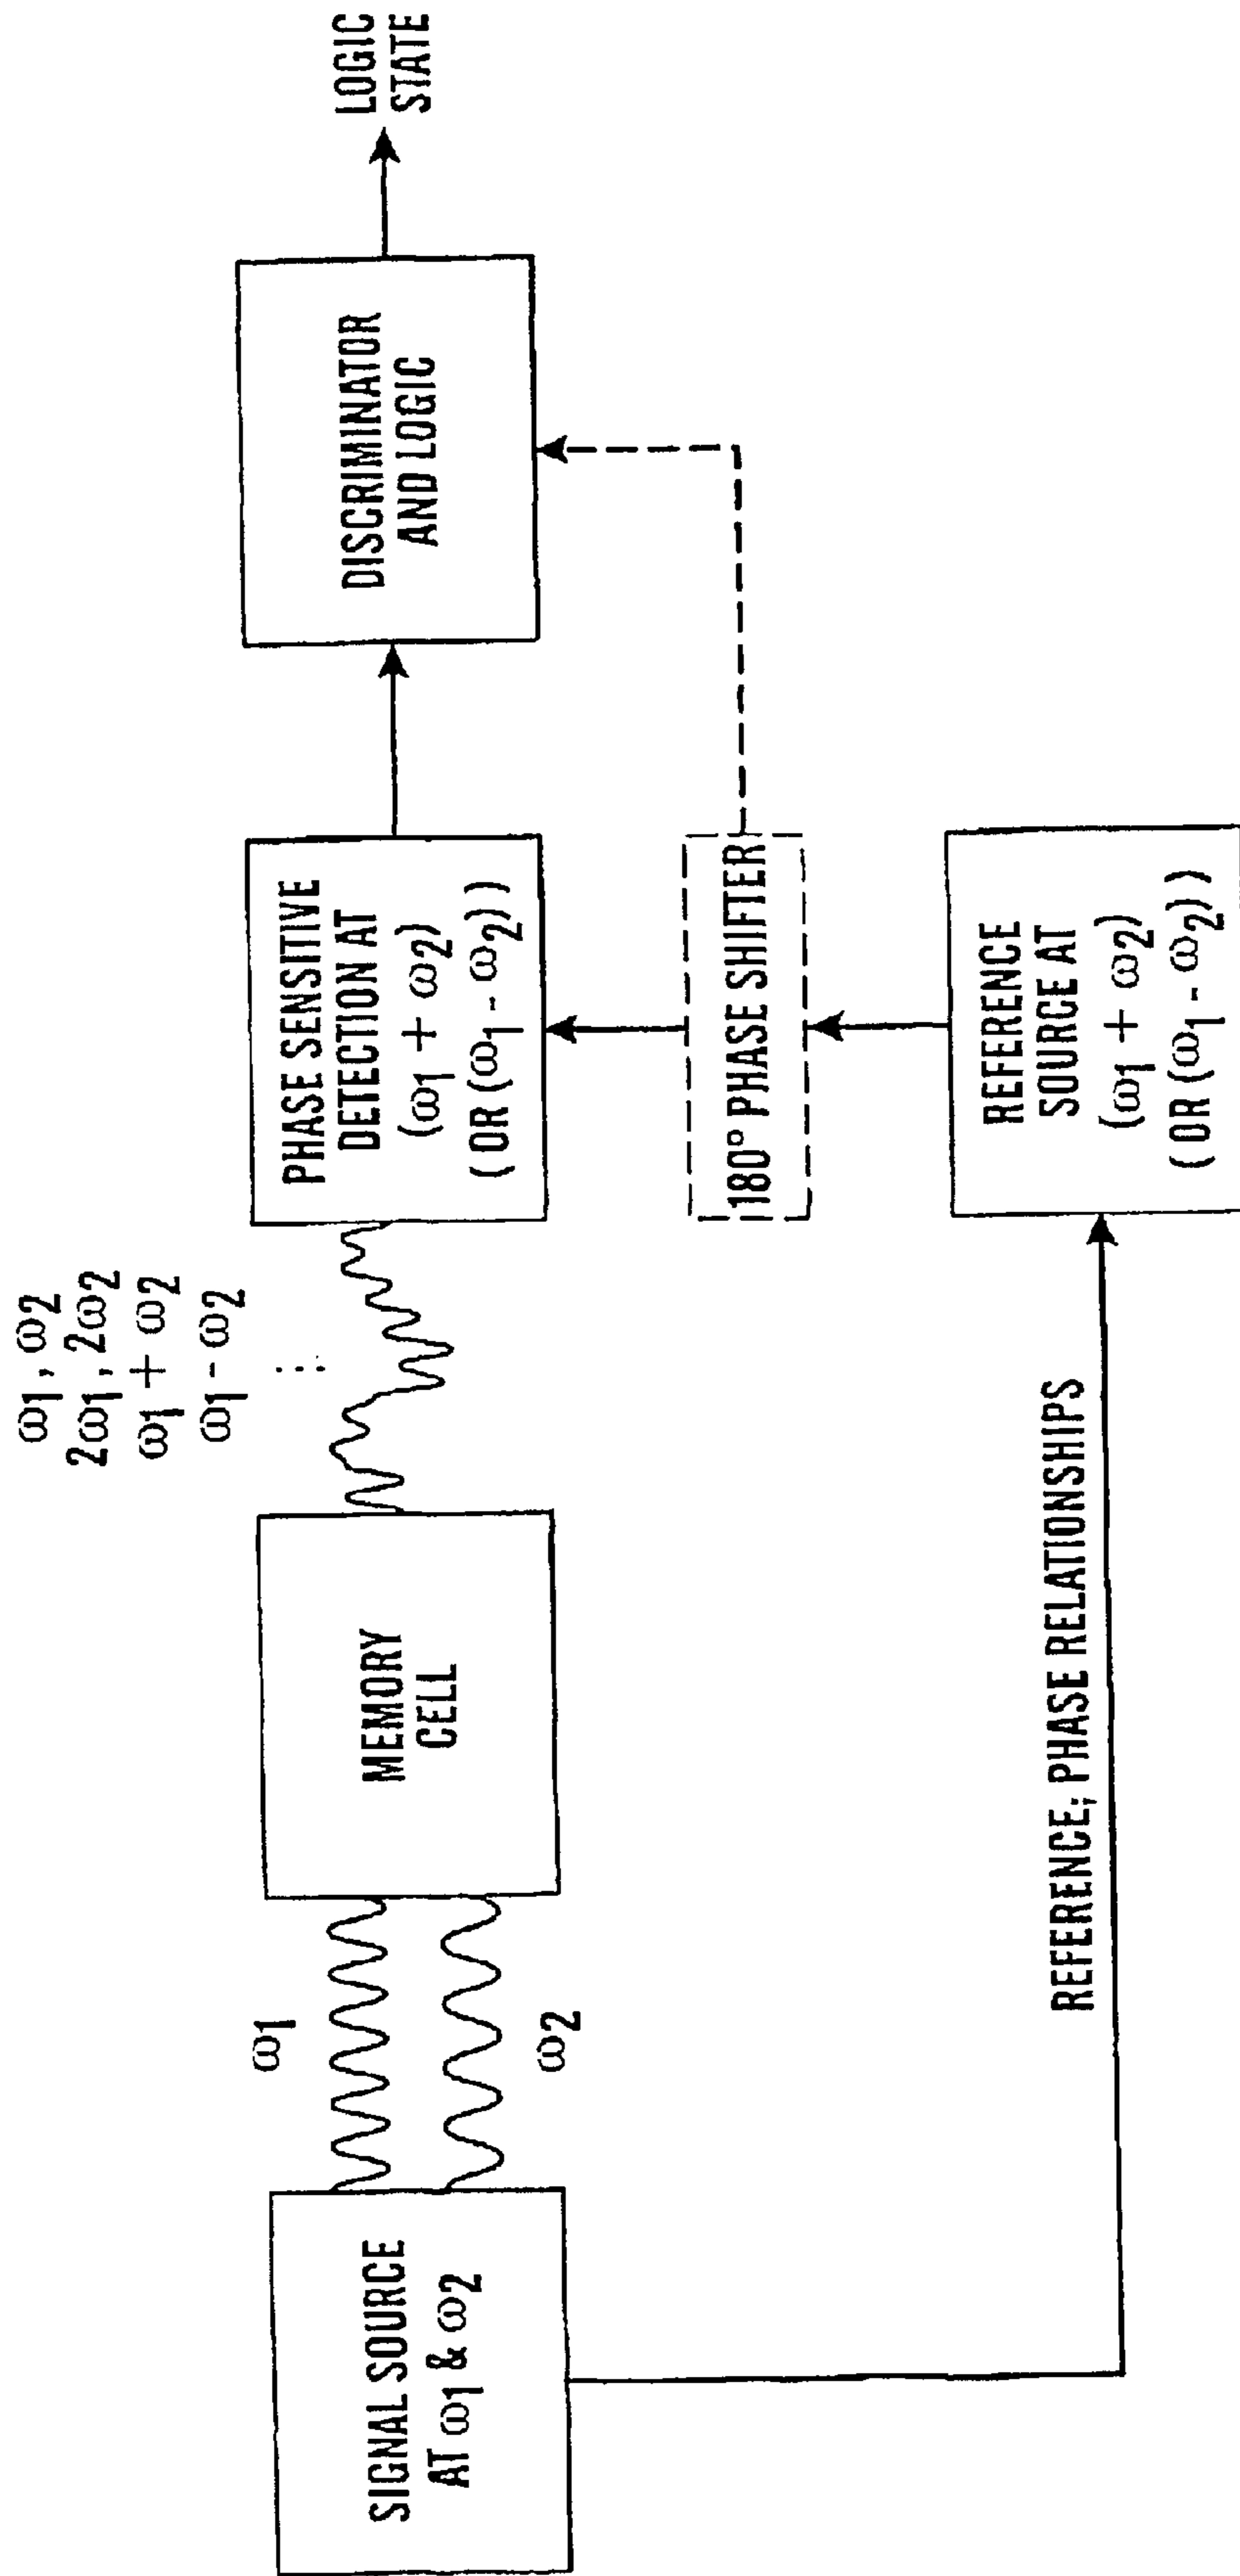 SIGNAL SOURCE
AT ω1 & ω2
ω1
ω2
MEMORY
CELL
ω1, ω2
2ω1, 2ω2
ω1 + ω2
ω1 - ω2
⋮
PHASE SENSITIVE
DETECTION AT
(ω1 + ω2)
(OR (ω1 - ω2))
DISCRIMINATOR
AND LOGIC
LOGIC
STATE
180° PHASE SHIFTER
REFERENCE
SOURCE AT
(ω1 + ω2)
(OR (ω1 - ω2))
REFERENCE; PHASE RELATIONSHIPS